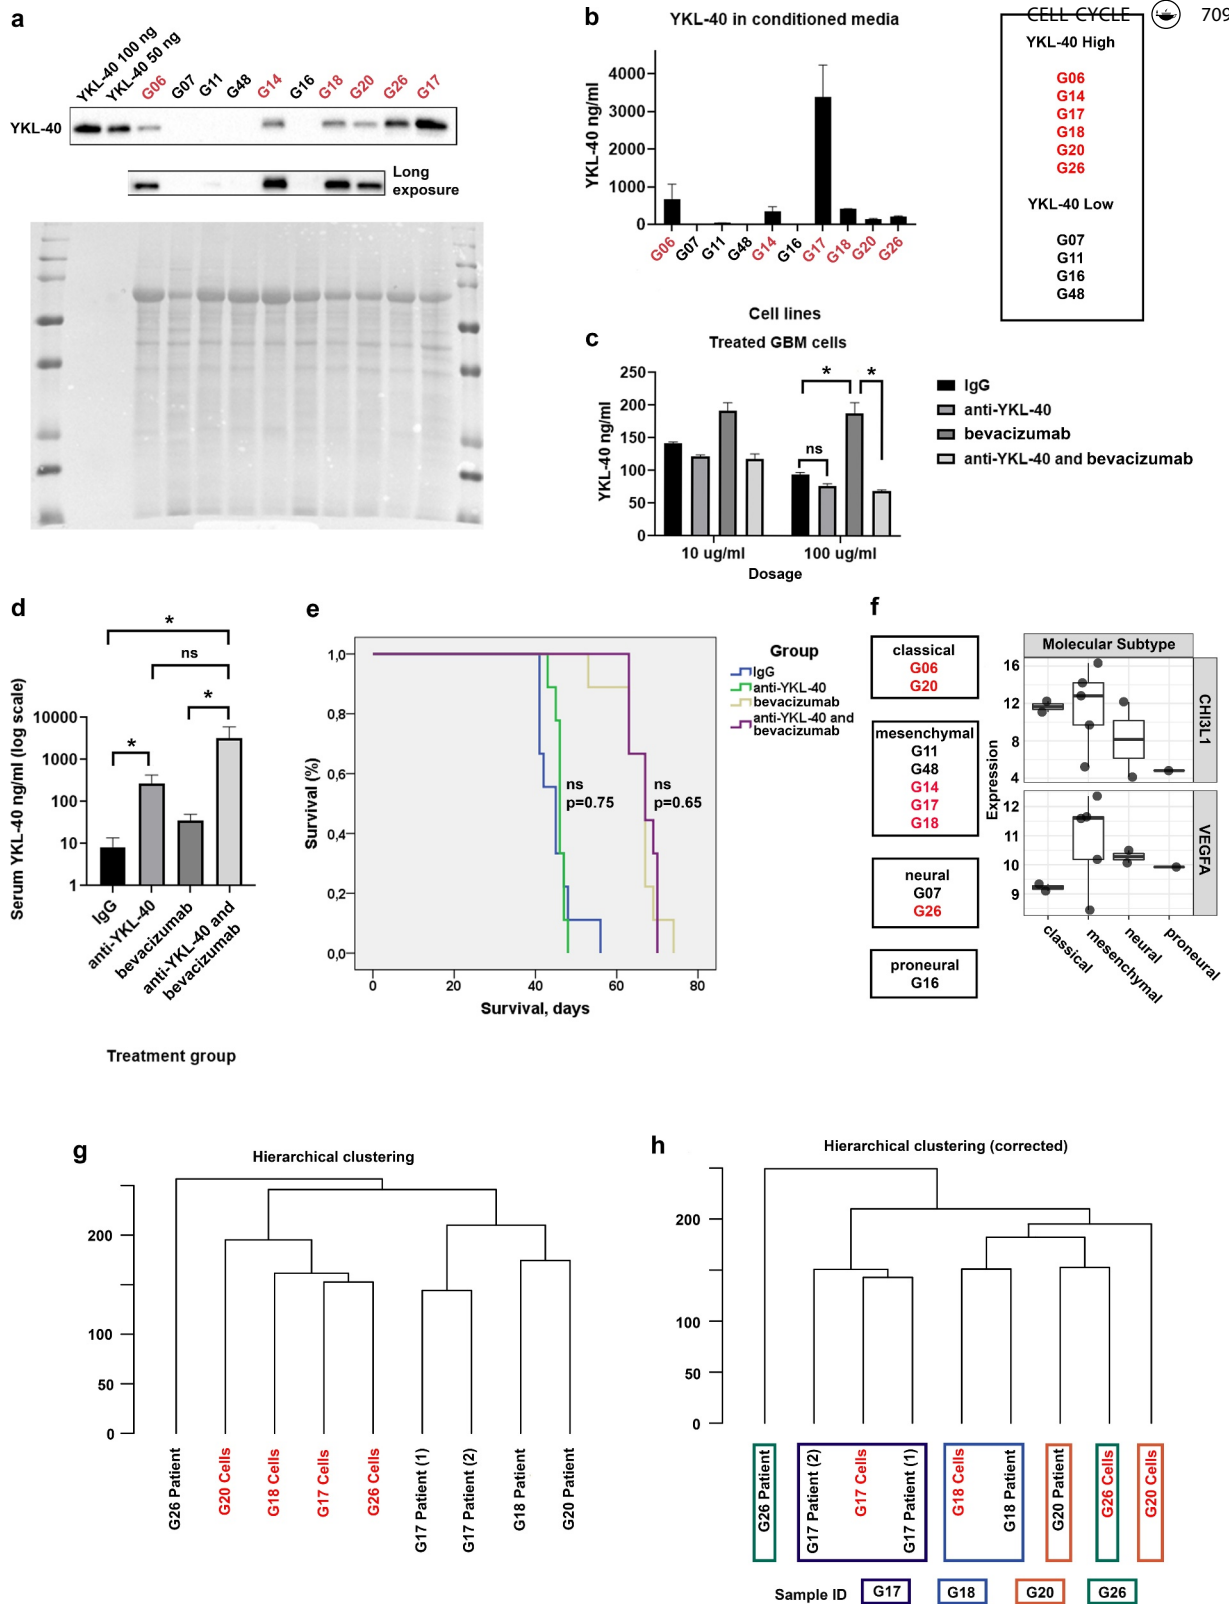 CELL CYCLE 709
a
YKL-40 100 ng
YKL-40 50 ng
G06
G07
G11
G48
G14
G16
G18
G20
G26
G17
YKL-40
Long
exposure
b
YKL-40 in conditioned media
YKL-40 ng/ml
4000
3000
2000
1000
0
G06
G07
G11
G48
G14
G16
G17
G18
G20
G26
Cell lines
YKL-40 High
G06
G14
G17
G18
G20
G26
YKL-40 Low
G07
G11
G16
G48
c
Treated GBM cells
YKL-40 ng/ml
250
200
150
100
50
0
ns
*
*
10 ug/ml
100 ug/ml
Dosage
IgG
anti-YKL-40
bevacizumab
anti-YKL-40 and bevacizumab
d
Serum YKL-40 ng/ml (log scale)
10000
1000
100
10
1
*
ns
*
*
IgG
anti-YKL-40
bevacizumab
anti-YKL-40 and
bevacizumab
Treatment group
e
Survival (%)
1,0
0,8
0,6
0,4
0,2
0,0
ns
p=0.75
ns
p=0.65
0
20
40
60
80
Survival, days
Group
IgG
anti-YKL-40
bevacizumab
anti-YKL-40 and
bevacizumab
f
classical
G06
G20
mesenchymal
G11
G48
G14
G17
G18
neural
G07
G26
proneural
G16
Molecular Subtype
Expression
16
12
8
4
CHI3L1
12
11
10
9
VEGFA
classical
mesenchymal
neural
proneural
g
Hierarchical clustering
200
100
50
0
G26 Patient
G20 Cells
G18 Cells
G17 Cells
G26 Cells
G17 Patient (1)
G17 Patient (2)
G18 Patient
G20 Patient
h
Hierarchical clustering (corrected)
200
100
50
0
G26 Patient
G17 Patient (2)
G17 Cells
G17 Patient (1)
G18 Cells
G18 Patient
G20 Patient
G26 Cells
G20 Cells
Sample ID
G17
G18
G20
G26